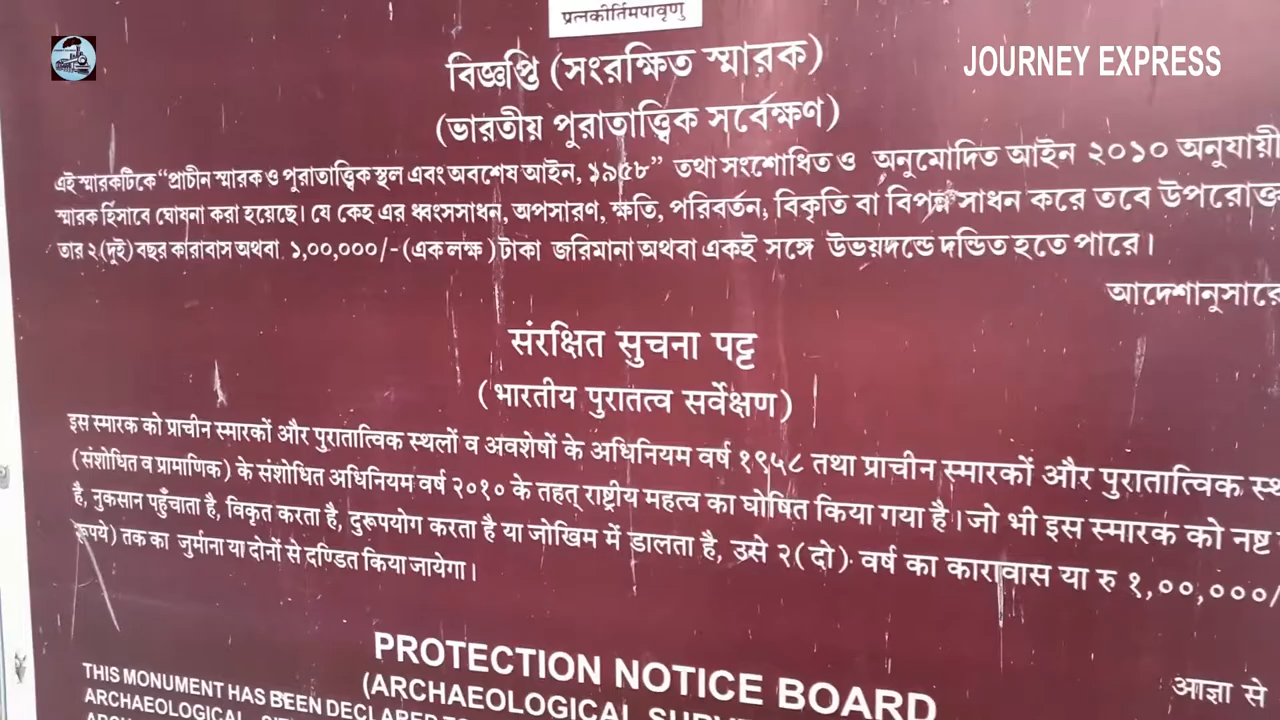 प्रत्नकीर्तिमपावृणु
JOURNEY EXPRESS
বিজ্ঞপ্তি (সংরক্ষিত স্মারক)
(ভারতীয় পুরাতাত্ত্বিক সর্বেক্ষণ)
এই স্মারকটিকে “প্রাচীন স্মারক ও পুরাতাত্ত্বিক স্থল এবং অবশেষ আইন, ১৯৫৮” তথা সংশোধিত ও অনুমোদিত আইন ২০১০ অনুযায়ী
স্মারক হিসাবে ঘোষনা করা হয়েছে। যে কেহ এর ধ্বংসসাধন, অপসারণ, ক্ষতি, পরিবর্তন, বিকৃতি বা বিপন্ন সাধন করে তবে উপরোক্ত
তার ২(দুই) বছর কারাবাস অথবা ১,০০,০০০/-(এক লক্ষ) টাকা জরিমানা অথবা একই সঙ্গে উভয়দন্ডে দন্ডিত হতে পারে।
আদেশানুসারে
संरक्षित सुचना पट्ट
(भारतीय पुरातत्व सर्वेक्षण)
इस स्मारक को प्राचीन स्मारकों और पुरातात्विक स्थलों व अवशेषों के अधिनियम वर्ष १९५८ तथा प्राचीन स्मारकों और पुरातात्विक
(संशोधित व प्रामाणिक) के संशोधित अधिनियम वर्ष २०१० के तहत् राष्ट्रीय महत्व का घोषित किया गया है। जो भी इस स्मारक को नष्ट
है, नुकसान पहुँचाता है, विकृत करता है, दुरूपयोग करता है या जोखिम में डालता है, उसे २(दो) वर्ष का कारावास या रु १,००,०००/
रूपये) तक का जुर्माना या दोनों से दण्डित किया जायेगा।
आज्ञा से
PROTECTION NOTICE BOARD
(ARCHAEOLOGICAL
THIS MONUMENT HAS BEEN DECLARED
ARCHAEOLOGICAL